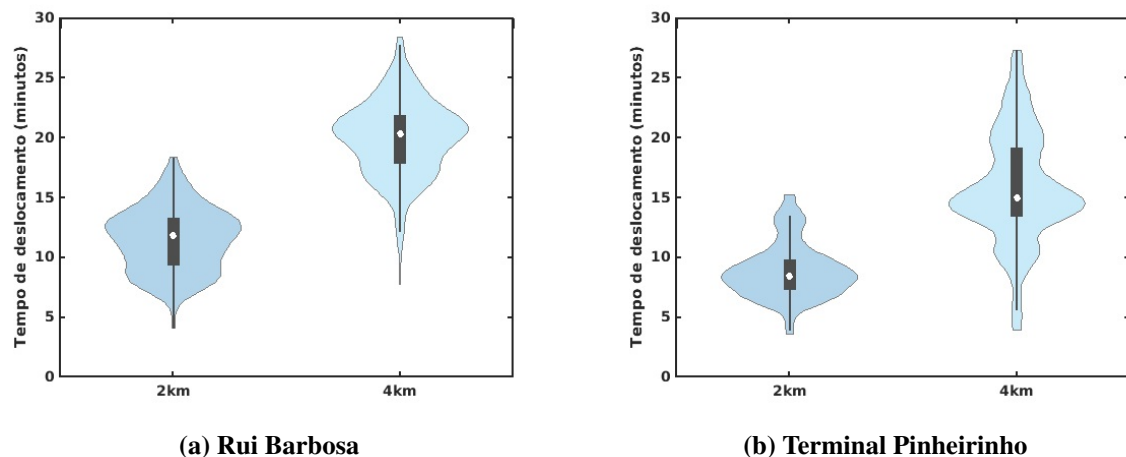 30
25
20
15
10
5
0
Tempo de deslocamento (minutos)
2km
4km
(a) Rui Barbosa
30
25
20
15
10
5
0
Tempo de deslocamento (minutos)
2km
4km
(b) Terminal Pinheirinho